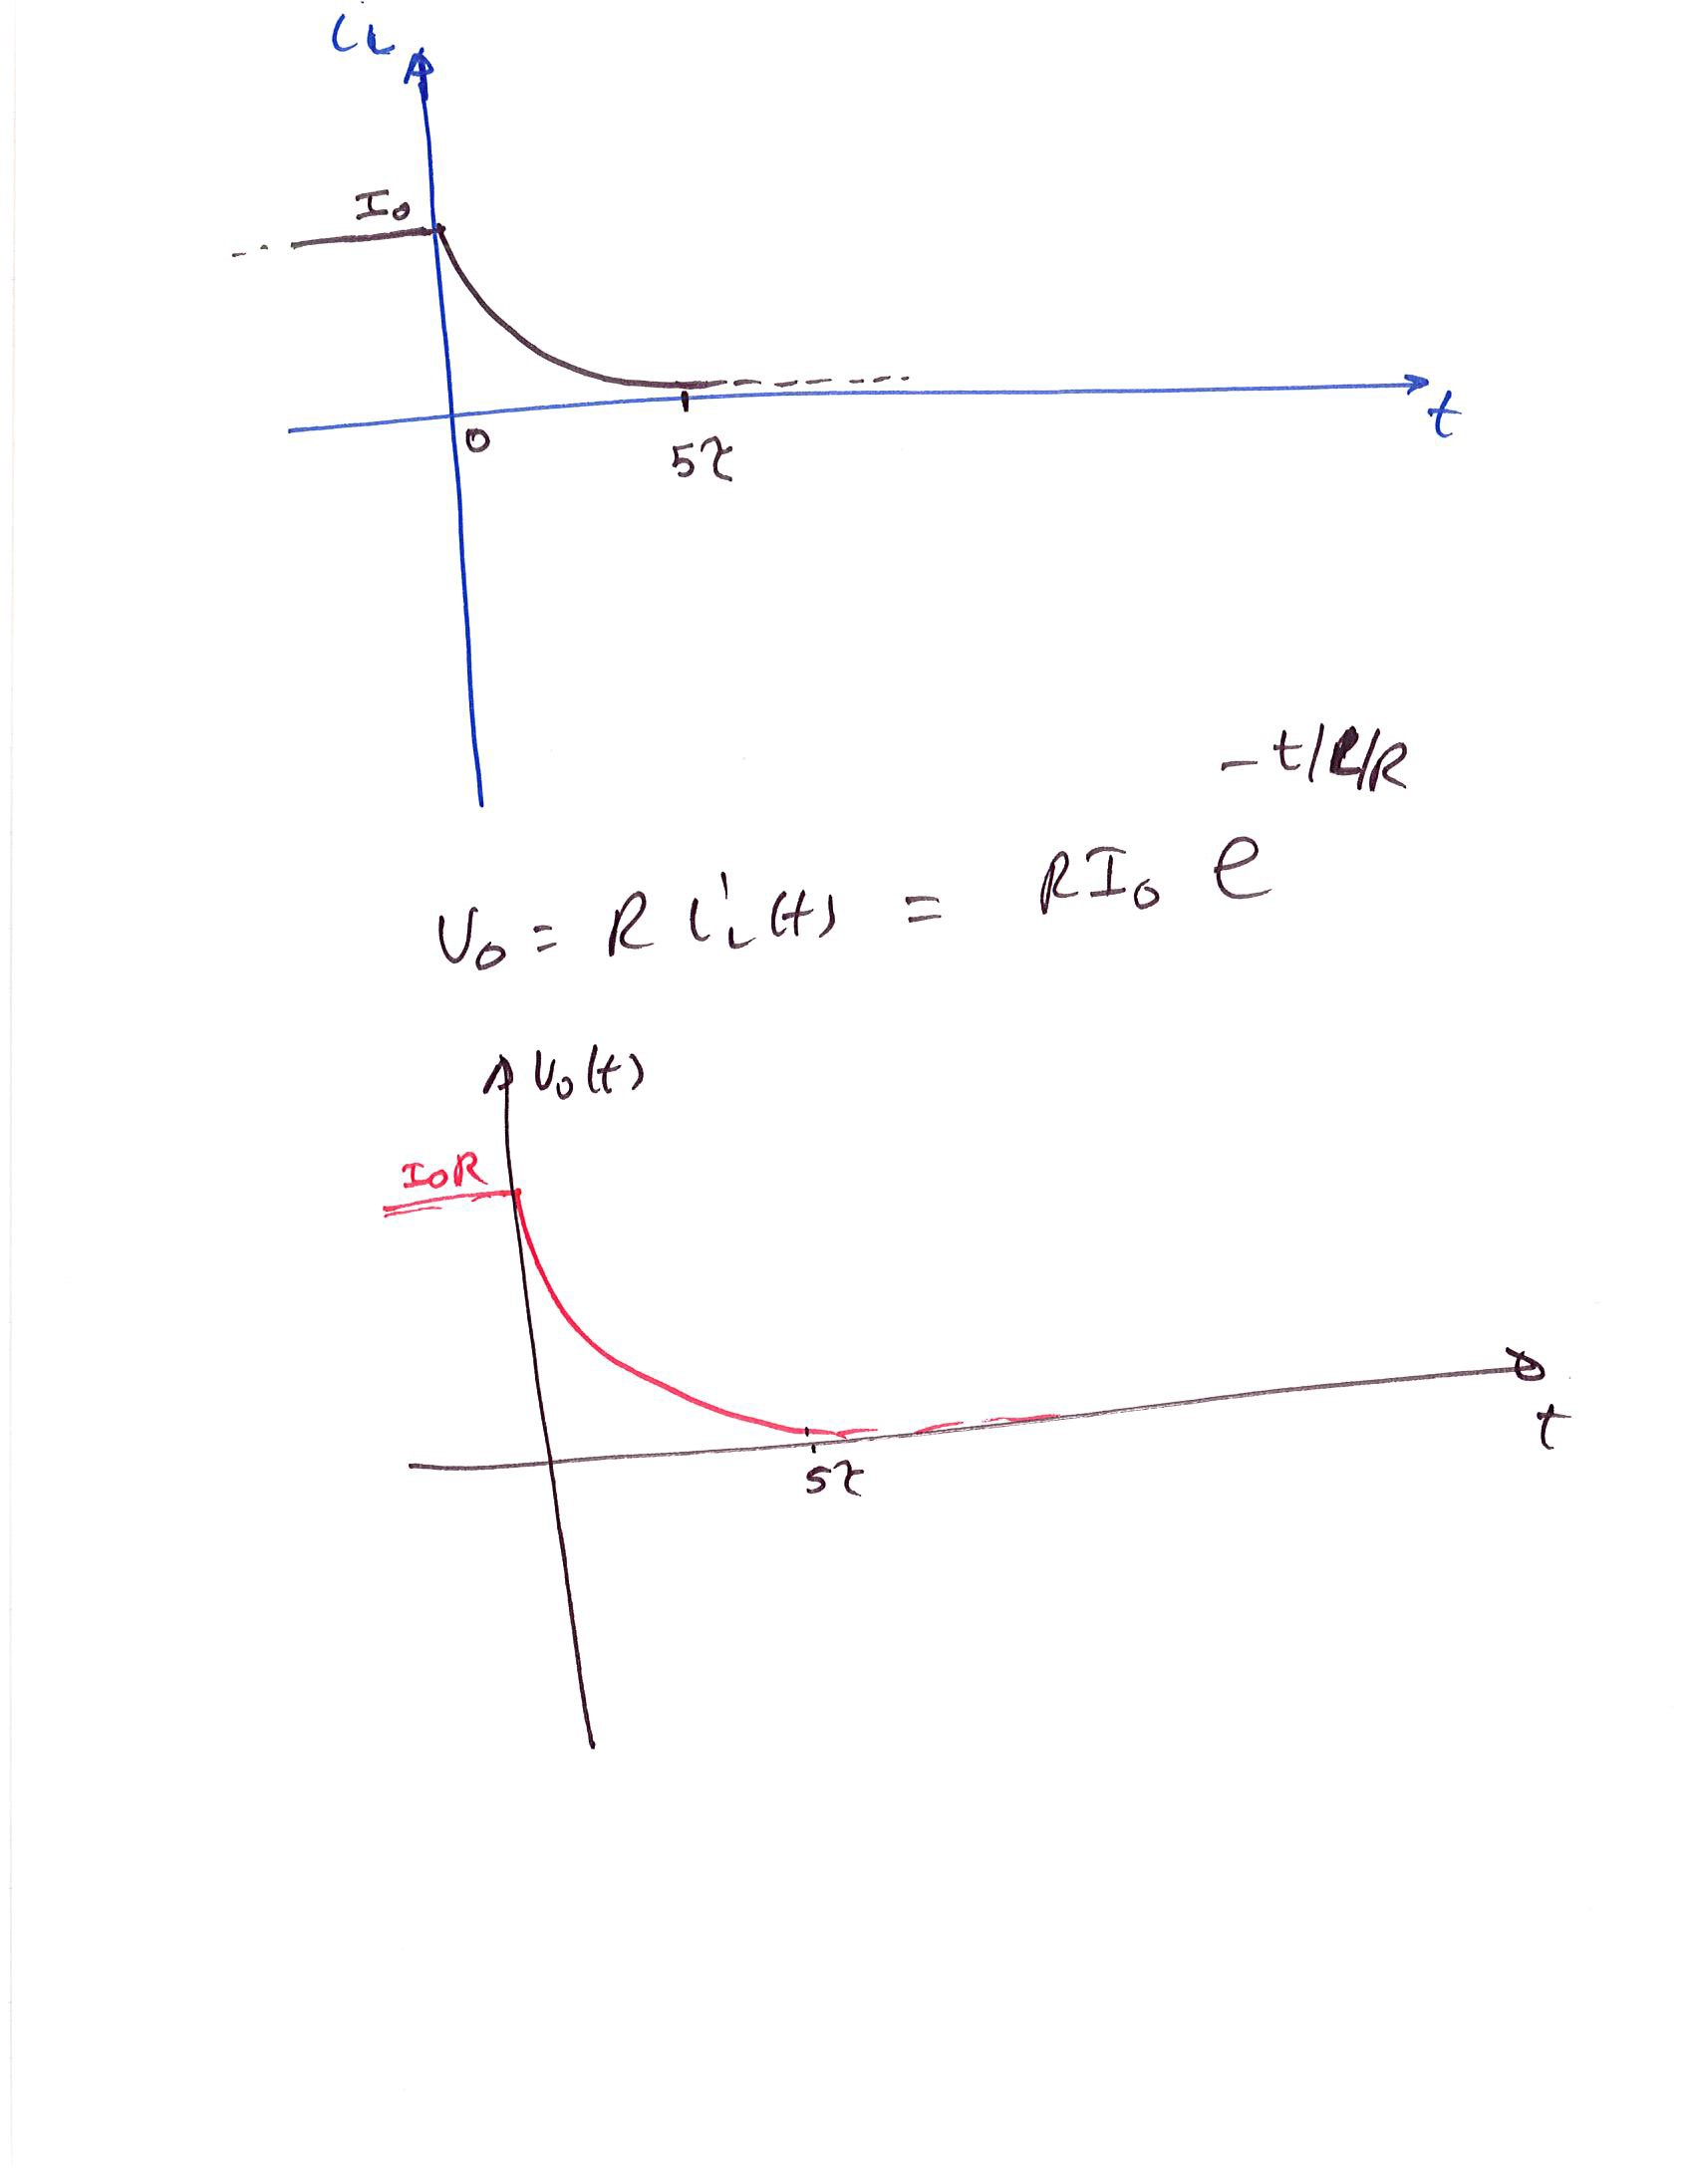 iL
I0
t
0
5τ
-t/L/R
V0 = R iL(t) = RI0 e
V0(t)
I0R
t
5τ